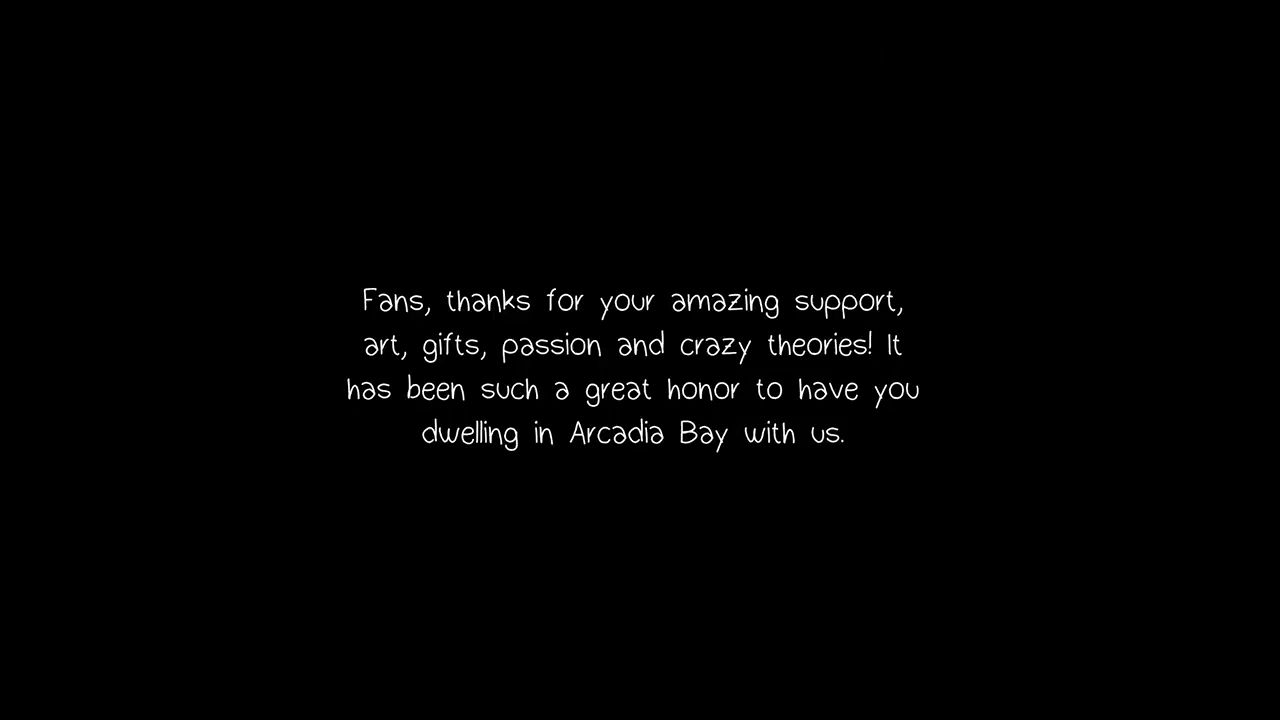 Fans, thanks for your amazing support,
art, gifts, passion and crazy theories! It
has been such a great honor to have you
dwelling in Arcadia Bay with us.